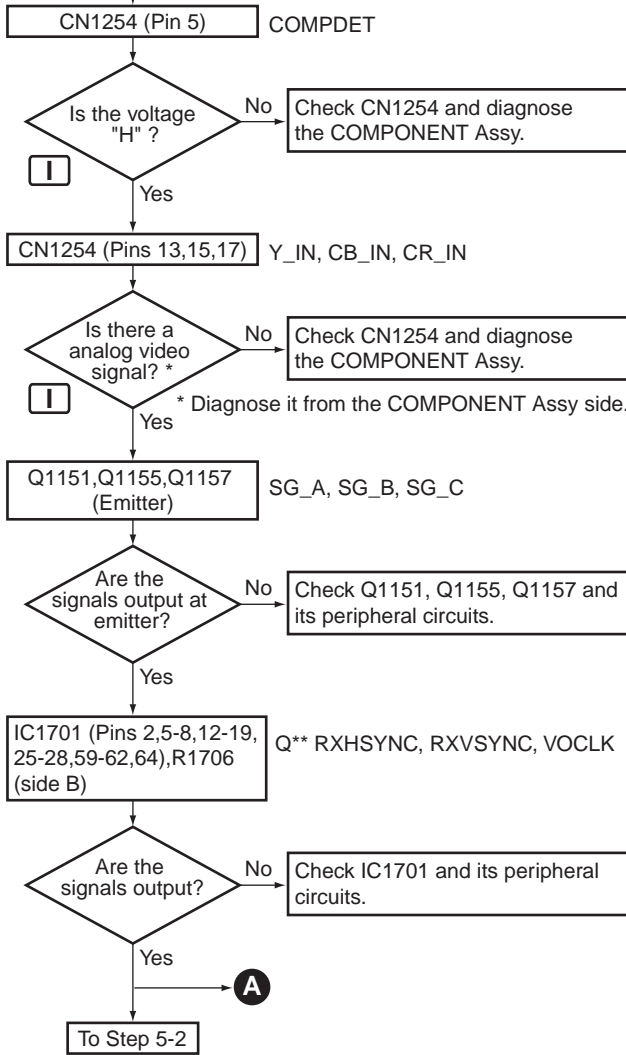 CN1254 (Pin 5) COMPDET
Is the voltage
"H" ?
No
Check CN1254 and diagnose
the COMPONENT Assy.
I
Yes
CN1254 (Pins 13,15,17) Y_IN, CB_IN, CR_IN
Is there a
analog video
signal? *
No
Check CN1254 and diagnose
the COMPONENT Assy.
I
* Diagnose it from the COMPONENT Assy side.
Yes
Q1151,Q1155,Q1157
(Emitter)
SG_A, SG_B, SG_C
Are the
signals output at
emitter?
No
Check Q1151, Q1155, Q1157 and
its peripheral circuits.
Yes
IC1701 (Pins 2,5-8,12-19,
25-28,59-62,64),R1706
(side B)
Q** RXHSYNC, RXVSYNC, VOCLK
Are the
signals output?
No
Check IC1701 and its peripheral
circuits.
Yes
A
To Step 5-2